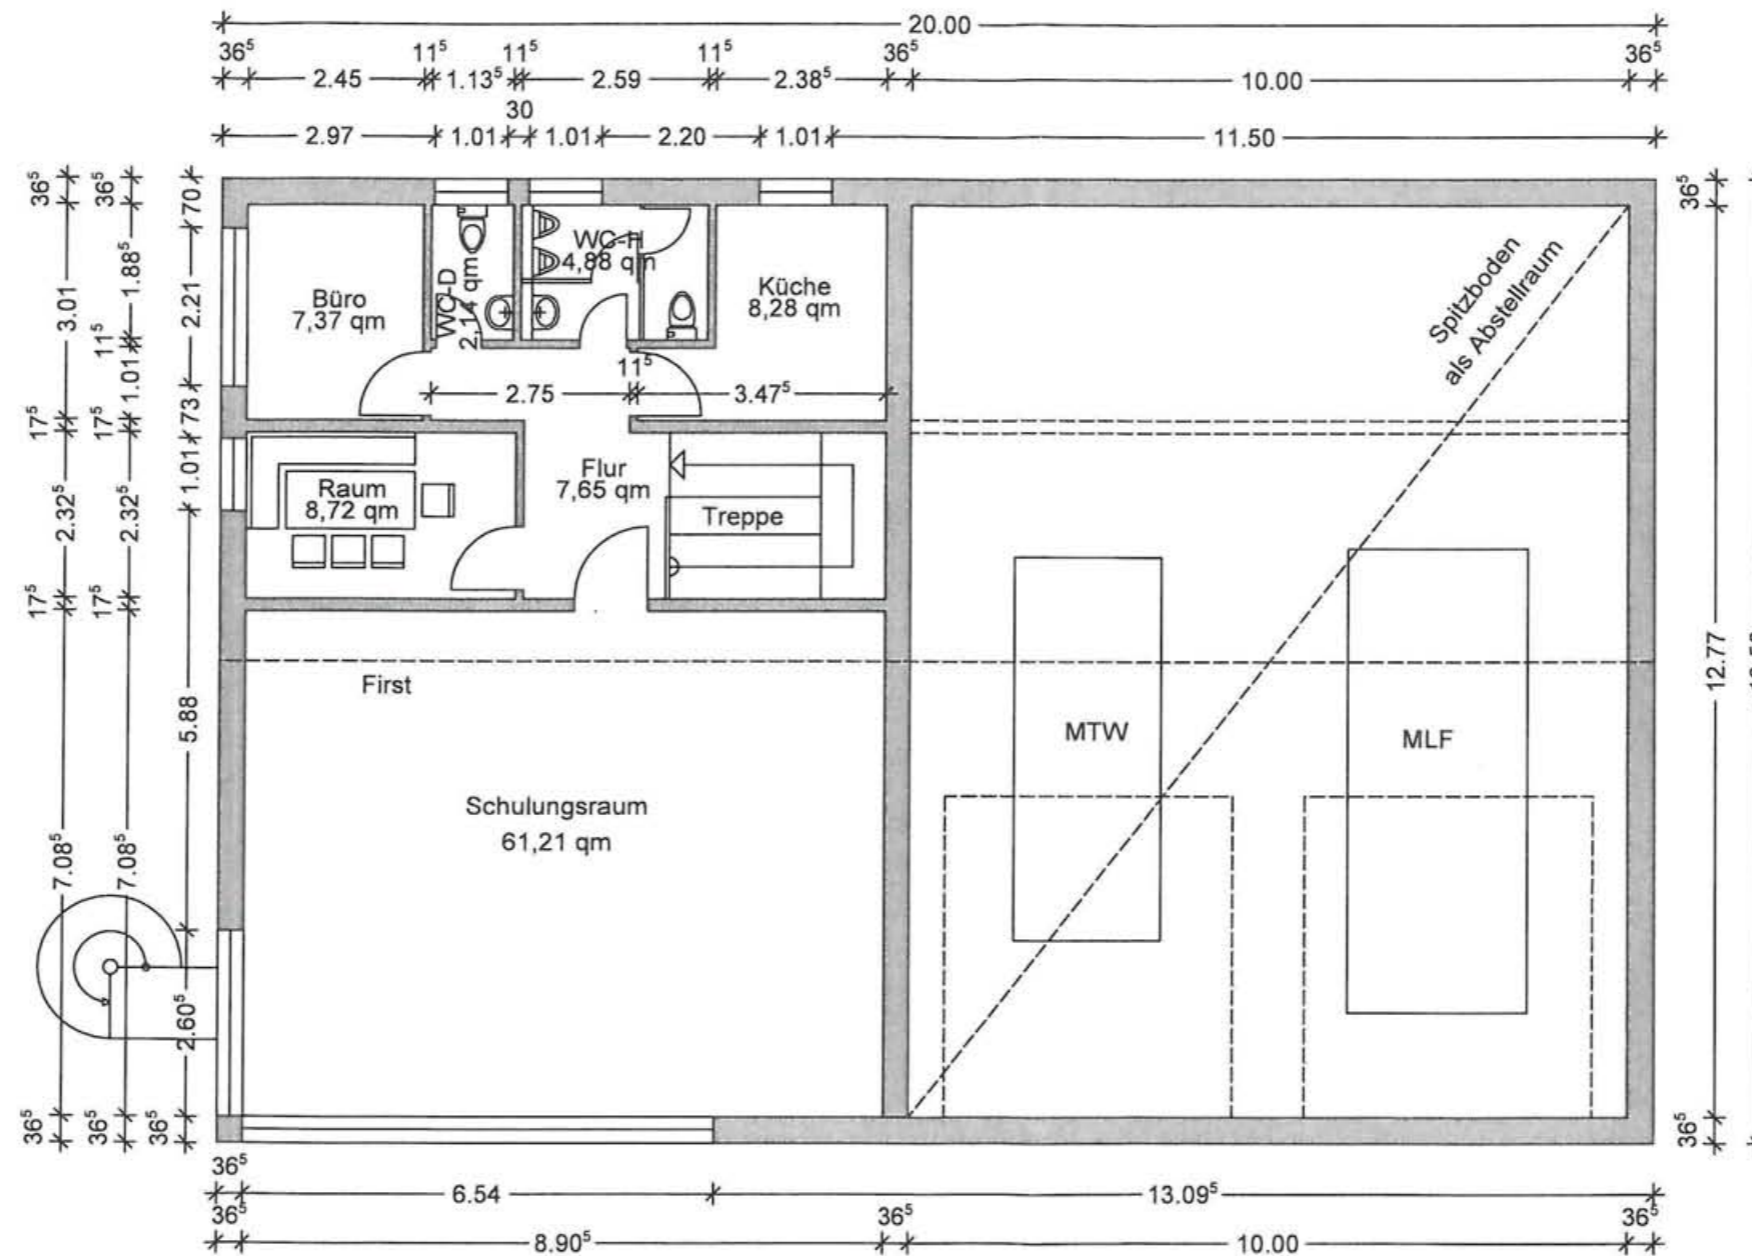 20.00
36⁵ 11⁵ 11⁵ 11⁵ 36⁵ 36⁵
2.45 1.13⁵ 2.59 2.38⁵ 10.00
30
2.97 1.01 1.01 2.20 1.01 11.50
36⁵ 3.01 17⁵ 2.32⁵ 17⁵ 7.08⁵ 36⁵
36⁵ 1.88⁵ 11⁵ 1.01 17⁵ 2.32⁵ 17⁵ 7.08⁵ 36⁵
70 2.21 73 1.01 5.88 2.60⁵ 36⁵
Büro
7,37 qm
WC-D
2,14 qm
WC-H
4,88 qm
Küche
8,28 qm
11⁵
2.75 3.47⁵
Raum
8,72 qm
Flur
7,65 qm
Treppe
First
Schulungsraum
61,21 qm
Spitzboden
als Abstellraum
MTW
MLF
36⁵ 12.77 36⁵
36⁵
6.54 13.09⁵
36⁵ 36⁵ 36⁵
8.90⁵ 10.00